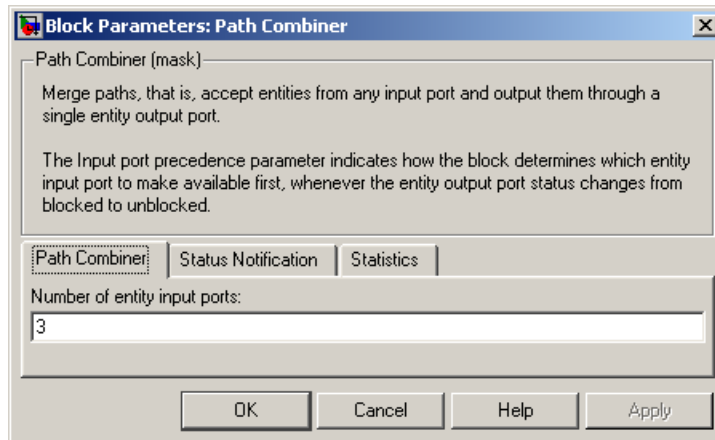 Block Parameters: Path Combiner
Path Combiner (mask)
Merge paths, that is, accept entities from any input port and output them through a
single entity output port.
The Input port precedence parameter indicates how the block determines which entity
input port to make available first, whenever the entity output port status changes from
blocked to unblocked.
Path Combiner Status Notification Statistics
Number of entity input ports:
3
OK Cancel Help Apply